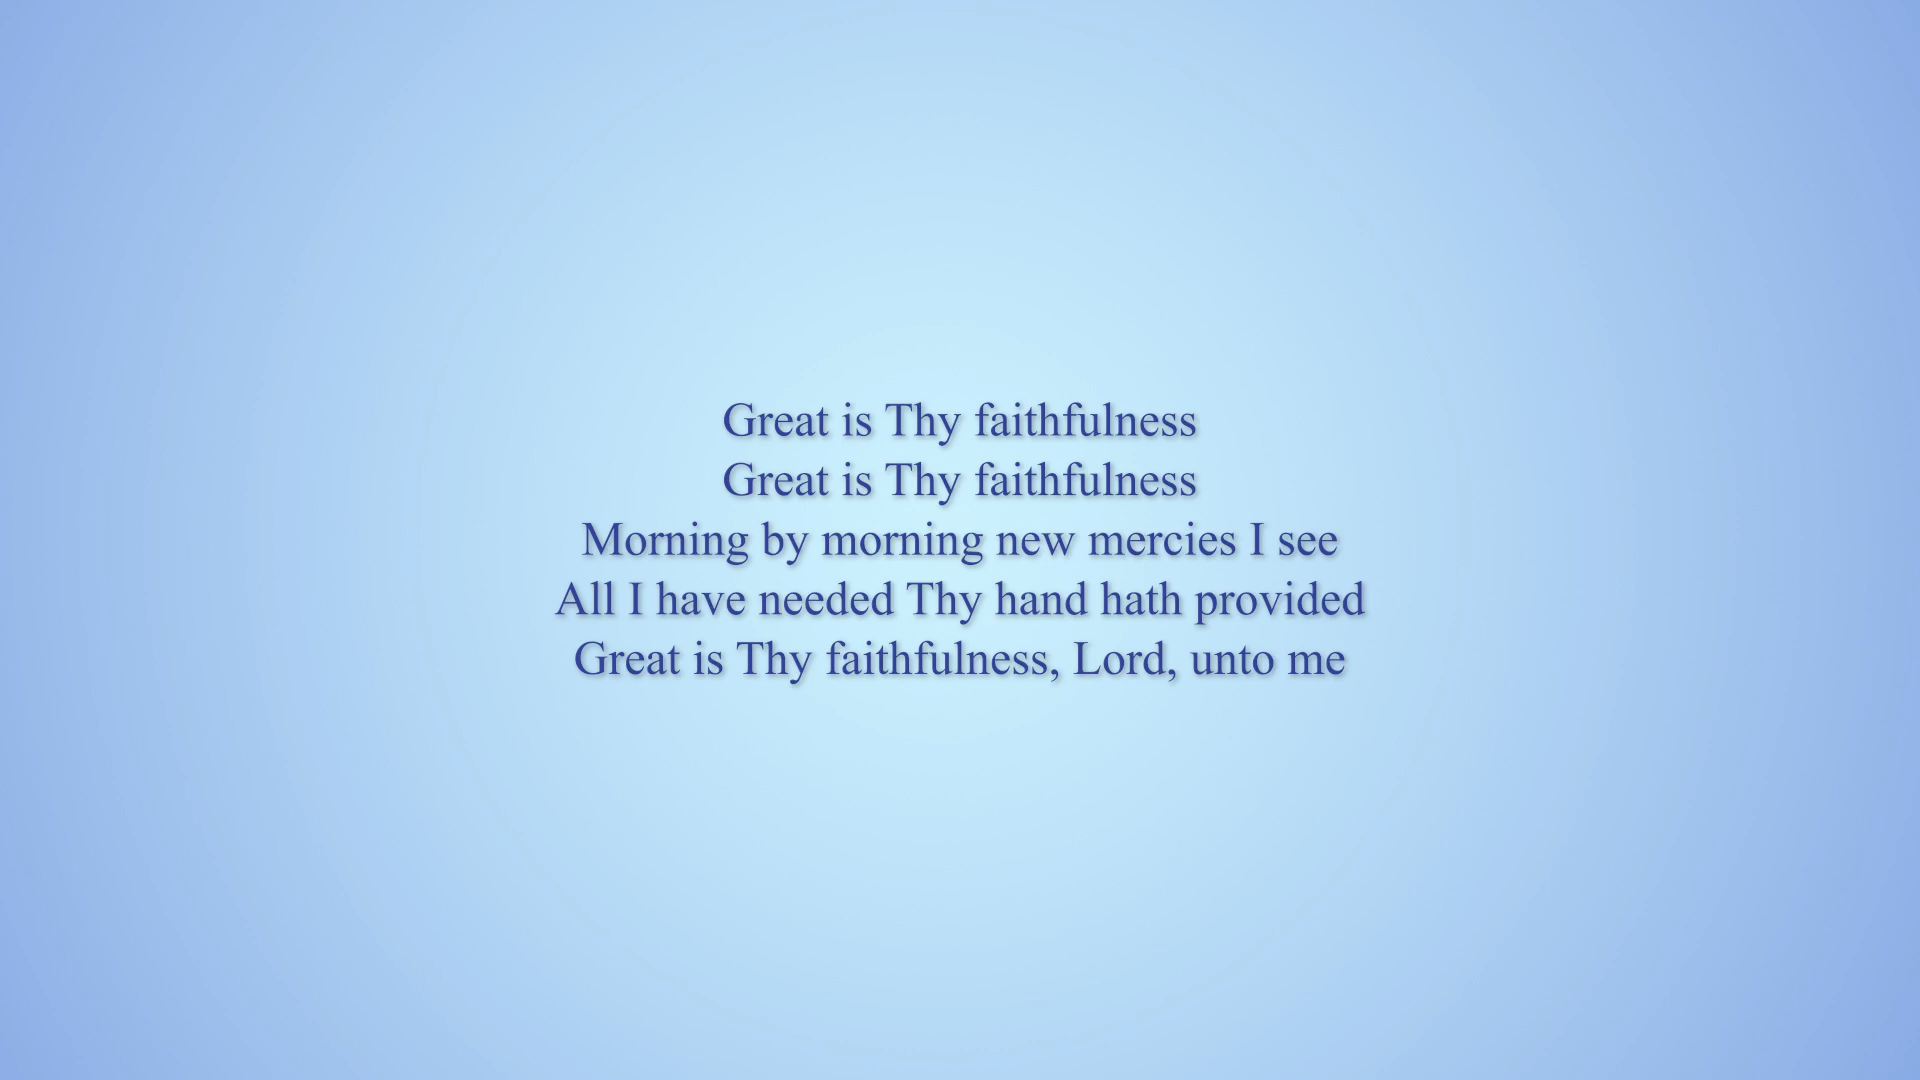 Great is Thy faithfulness
Great is Thy faithfulness
Morning by morning new mercies I see
All I have needed Thy hand hath provided
Great is Thy faithfulness, Lord, unto me